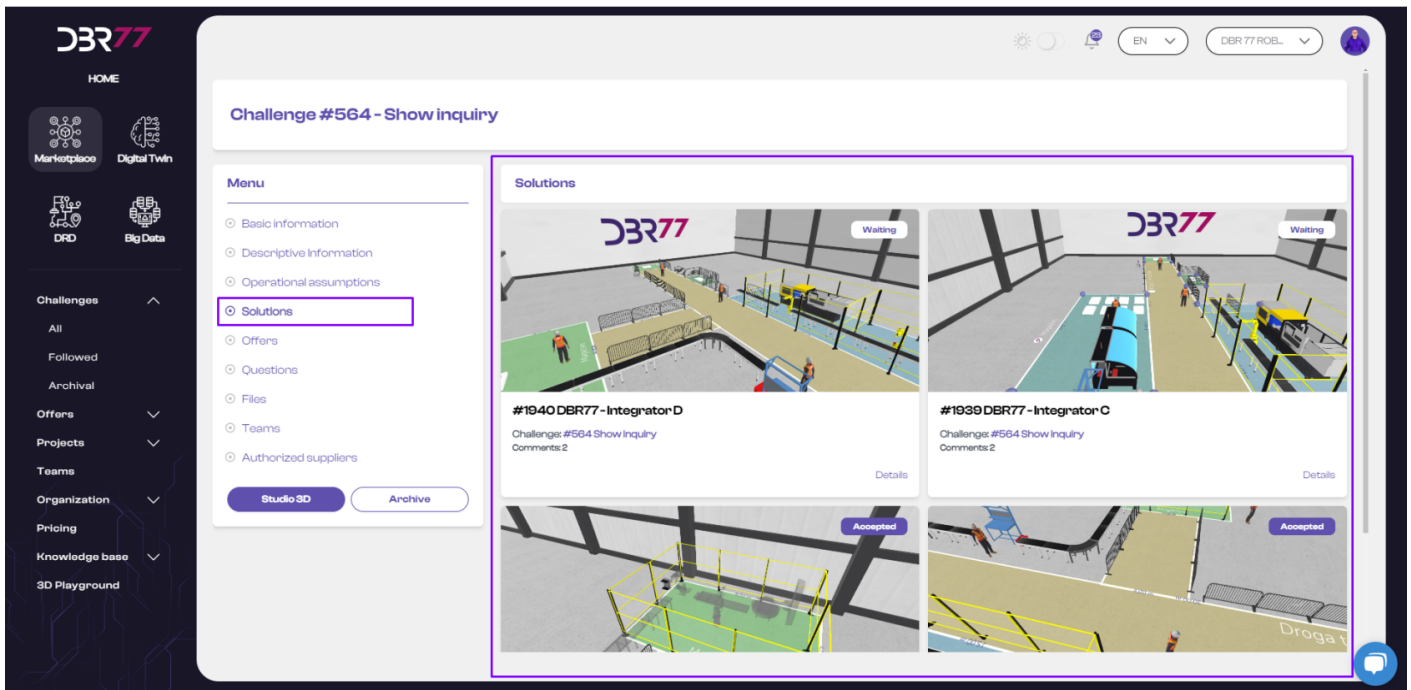 DBR77
HOME
Marketplace
Digital Twin
DRD
Big Data
Challenges
All
Followed
Archival
Offers
Projects
Teams
Organization
Pricing
Knowledge base
3D Playground
29
EN
DBR 77 ROB...
Challenge #564 - Show inquiry
Menu
Basic information
Descriptive Information
Operational assumptions
Solutions
Offers
Questions
Files
Teams
Authorized suppliers
Studio 3D
Archive
Solutions
DBR77
Waiting
#1940 DBR77 - Integrator D
Challenge: #564 Show Inquiry
Comments: 2
Details
DBR77
Waiting
#1939 DBR77 - Integrator C
Challenge: #564 Show Inquiry
Comments: 2
Details
Accepted
Accepted
Droga t